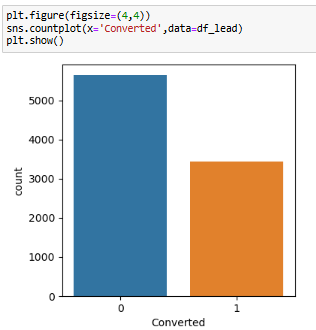 plt.figure(figsize=(4,4))
sns.countplot(x='Converted',data=df_lead)
plt.show()
5000
4000
3000
2000
1000
0
count
0 1
Converted